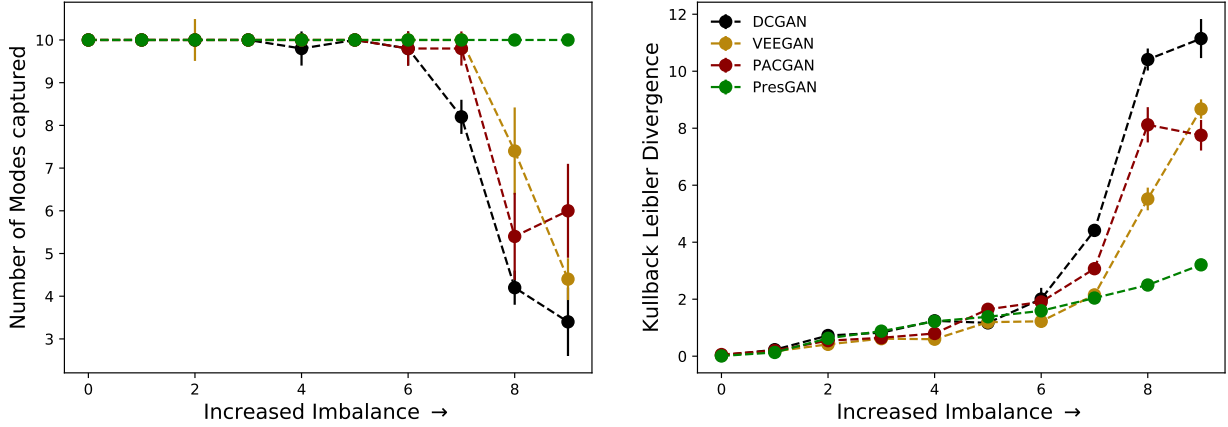 Number of Modes captured
10
9
8
7
6
5
4
3
0 2 4 6 8
Increased Imbalance →
Kullback Leibler Divergence
12
10
8
6
4
2
0
DCGAN
VEEGAN
PACGAN
PresGAN
0 2 4 6 8
Increased Imbalance →